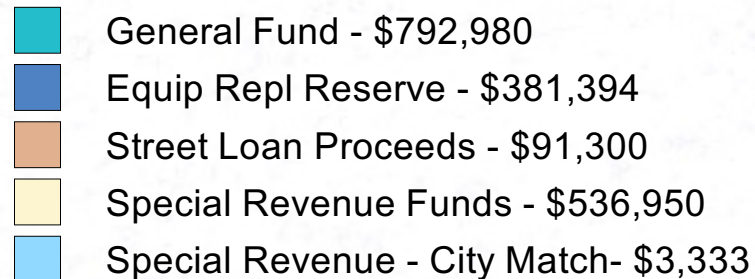 General Fund - $792,980
Equip Repl Reserve - $381,394
Street Loan Proceeds - $91,300
Special Revenue Funds - $536,950
Special Revenue - City Match- $3,333